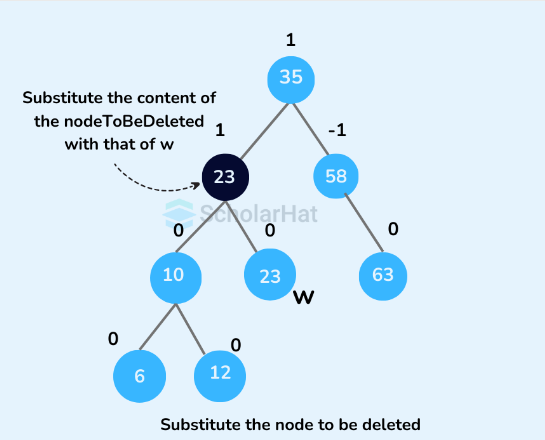 1
35
Substitute the content of
the nodeToBeDeleted
with that of w
1
-1
23
58
ScholarHat
0
0
0
10
23
63
W
0
0
6
12
Substitute the node to be deleted